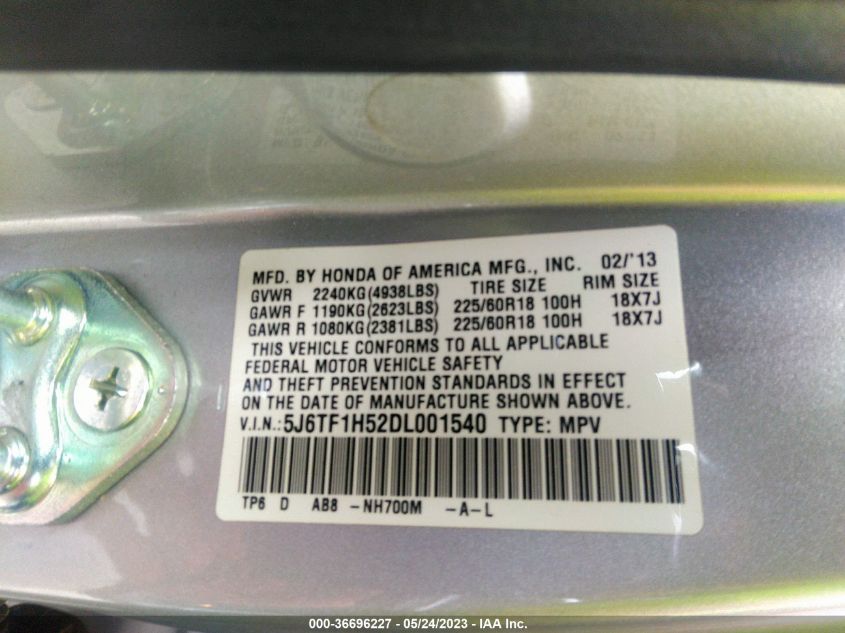 MFD. BY HONDA OF AMERICA MFG., INC. 02/'13
GVWR 2240KG(4938LBS) TIRE SIZE RIM SIZE
GAWR F 1190KG(2623LBS) 225/60R18 100H 18X7J
GAWR R 1080KG(2381LBS) 225/60R18 100H 18X7J
THIS VEHICLE CONFORMS TO ALL APPLICABLE
FEDERAL MOTOR VEHICLE SAFETY
AND THEFT PREVENTION STANDARDS IN EFFECT
ON THE DATE OF MANUFACTURE SHOWN ABOVE.
V.I.N.:5J6TF1H52DL001540 TYPE: MPV
TP6 D AB8 -NH700M -A-L
000-36696227 - 05/24/2023 - IAA Inc.